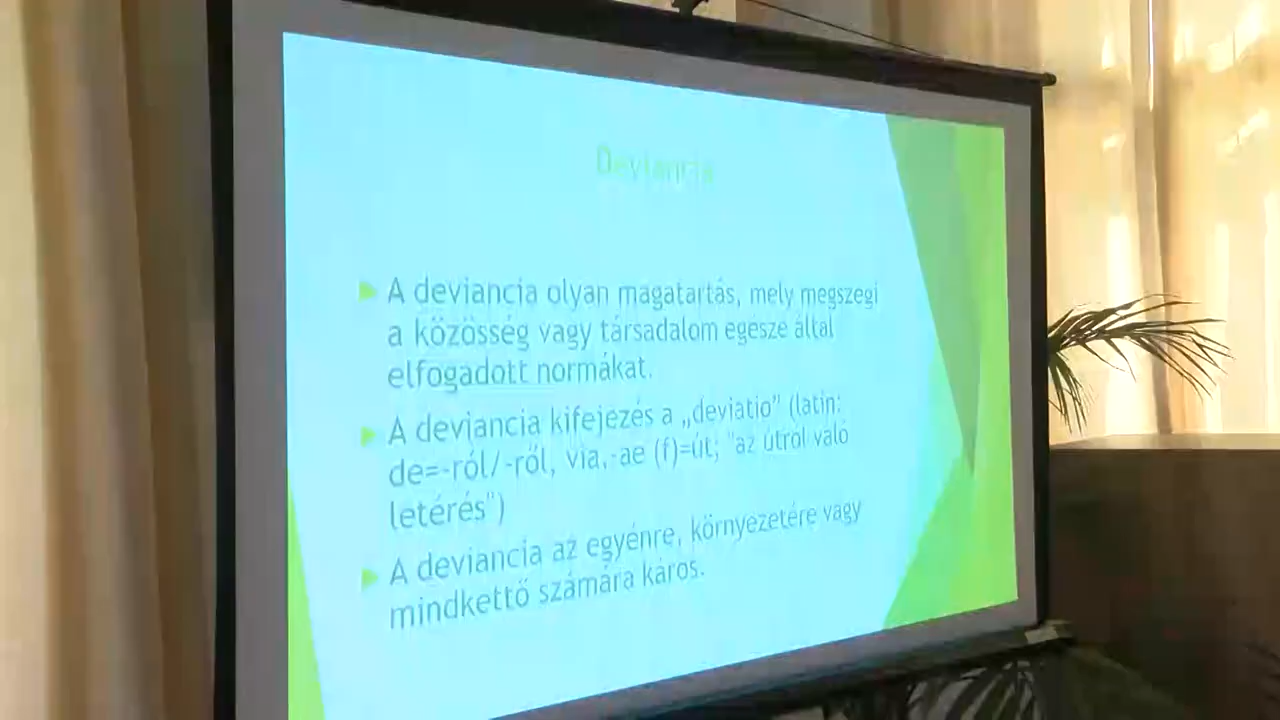 Deviancia
A deviancia olyan magatartás, mely megszegi
a közösség vagy társadalom egésze által
elfogadott normákat.
A deviancia kifejezés a „deviatio” (latin:
de=-ról/-ről, via,-ae (f)=út; "az útról való
letérés")
A deviancia az egyénre, környezetére vagy
mindkettő számára káros.